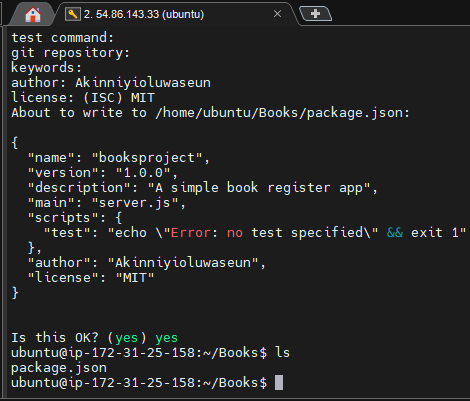 2. 54.86.143.33 (ubuntu)
test command:
git repository:
keywords:
author: Akinniyioluwaseun
license: (ISC) MIT
About to write to /home/ubuntu/Books/package.json:
{
  "name": "booksproject",
  "version": "1.0.0",
  "description": "A simple book register app",
  "main": "server.js",
  "scripts": {
    "test": "echo \"Error: no test specified\" && exit 1"
  },
  "author": "Akinniyioluwaseun",
  "license": "MIT"
}
Is this OK? (yes) yes
ubuntu@ip-172-31-25-158:~/Books$ ls
package.json
ubuntu@ip-172-31-25-158:~/Books$